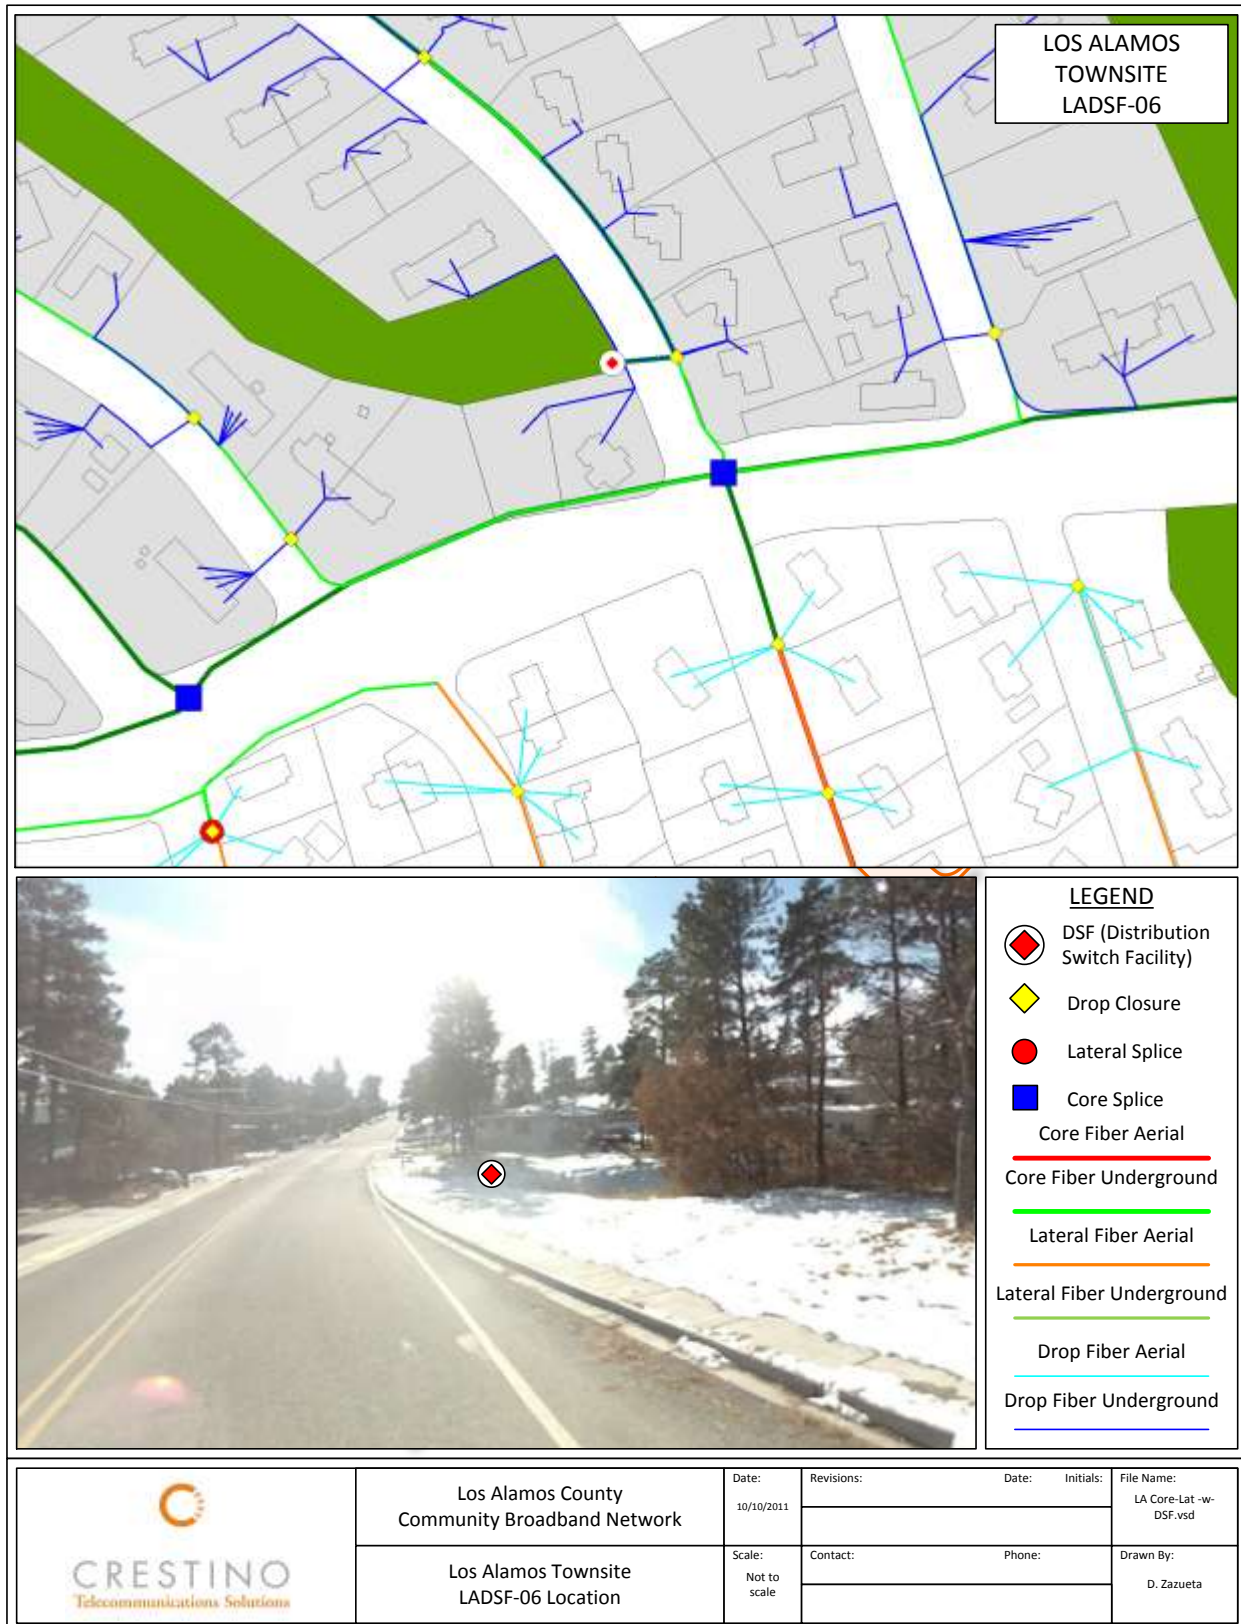 LOS ALAMOS
TOWNSITE
LADSF-06
LEGEND
DSF (Distribution
Switch Facility)
Drop Closure
Lateral Splice
Core Splice
Core Fiber Aerial
Core Fiber Underground
Lateral Fiber Aerial
Lateral Fiber Underground
Drop Fiber Aerial
Drop Fiber Underground
CRESTINO
Telecommunications Solutions
Los Alamos County
Community Broadband Network
Los Alamos Townsite
LADSF-06 Location
Date:
10/10/2011
Revisions: Date: Initials:
File Name:
LA Core-Lat -w-
DSF.vsd
Scale:
Not to
scale
Contact: Phone:
Drawn By:
D. Zazueta